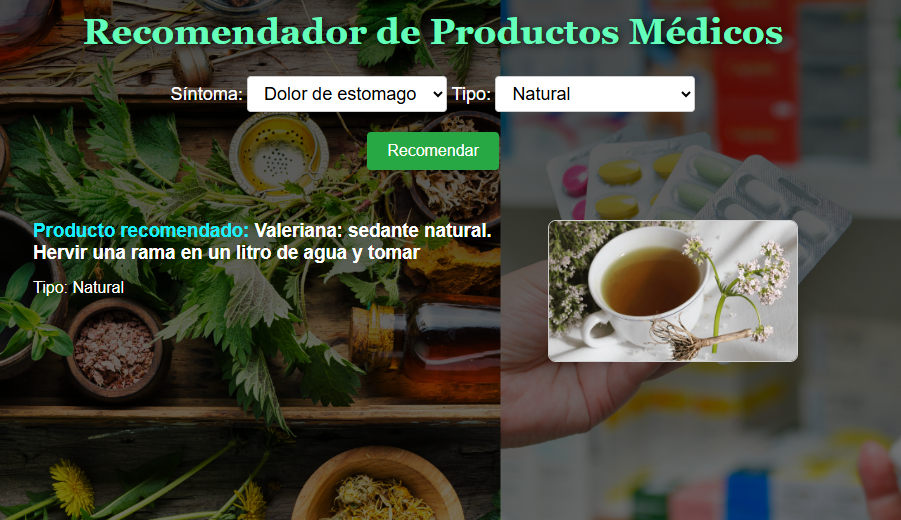 Recomendador de Productos Médicos
Síntoma: Dolor de estomago Tipo: Natural
Recomendar
Producto recomendado: Valeriana: sedante natural.
Hervir una rama en un litro de agua y tomar
Tipo: Natural